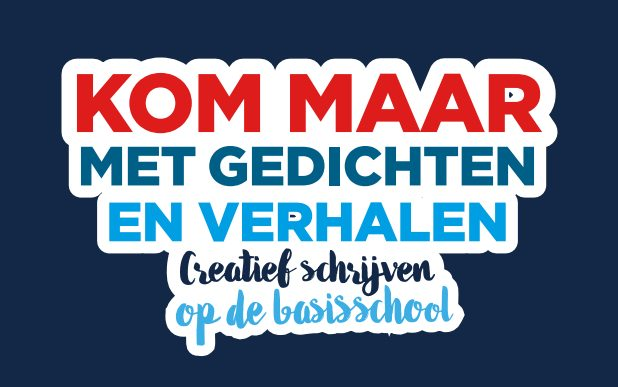 KOM MAAR
MET GEDICHTEN
EN VERHALEN
Creatief schrijven
op de basisschool